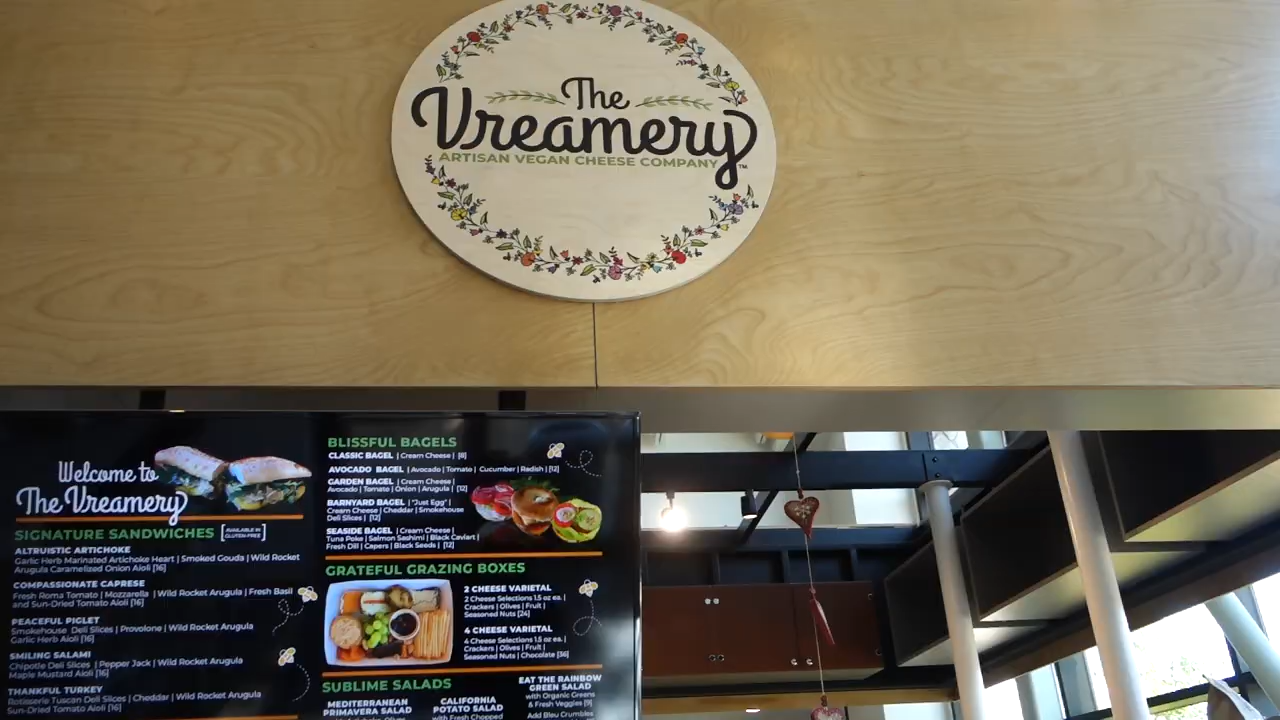 The
Vreamery
ARTISAN VEGAN CHEESE COMPANY
TM
Welcome to
The Vreamery
SIGNATURE SANDWICHES
AVAILABLE IN
GLUTEN-FREE
ALTRUISTIC ARTICHOKE
Garlic Herb Marinated Artichoke Heart | Smoked Gouda | Wild Rocket
Arugula Caramelized Onion Aioli [16]
COMPASSIONATE CAPRESE
Fresh Roma Tomato | Mozzarella | Wild Rocket Arugula | Fresh Basil
and Sun-Dried Tomato Aioli [16]
PEACEFUL PIGLET
Smokehouse Deli Slices | Provolone | Wild Rocket Arugula
Garlic Herb Aioli [16]
SMILING SALAMI
Chipotle Deli Slices | Pepper Jack | Wild Rocket Arugula
Maple Mustard Aioli [16]
THANKFUL TURKEY
Rotisserie Tuscan Deli Slices | Cheddar | Wild Rocket Arugula
Sun-Dried Tomato Aioli [16]
BLISSFUL BAGELS
CLASSIC BAGEL | Cream Cheese | [8]
AVOCADO BAGEL | Avocado | Tomato | Cucumber | Radish | [12]
GARDEN BAGEL | Cream Cheese |
Avocado | Tomato | Onion | Arugula | [12]
BARNYARD BAGEL | "Just Egg" |
Cream Cheese | Cheddar | Smokehouse
Deli Slices | [12]
SEASIDE BAGEL | Cream Cheese |
Tuna Poke | Salmon Sashimi | Black Caviart |
Fresh Dill | Capers | Black Seeds | [12]
GRATEFUL GRAZING BOXES
2 CHEESE VARIETAL
2 Cheese Selections 1.5 oz ea. |
Crackers | Olives | Fruit |
Seasoned Nuts [24]
4 CHEESE VARIETAL
4 Cheese Selections 1.5 oz ea. |
Crackers | Olives | Fruit |
Seasoned Nuts | Chocolate [36]
SUBLIME SALADS
MEDITERRANEAN
PRIMAVERA SALAD
CALIFORNIA
POTATO SALAD
with Fresh Chopped
EAT THE RAINBOW
GREEN SALAD
with Organic Greens
& Fresh Veggies [9]
Add Bleu Crumbles